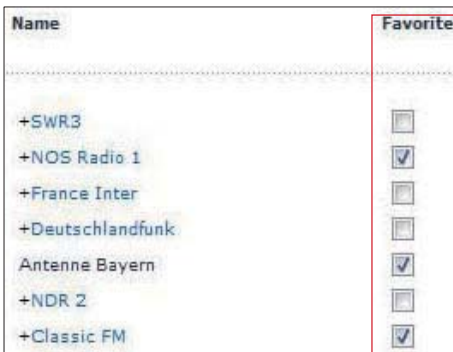 Name Favorite
+SWR3
+NOS Radio 1
+France Inter
+Deutschlandfunk
Antenne Bayern
+NDR 2
+Classic FM